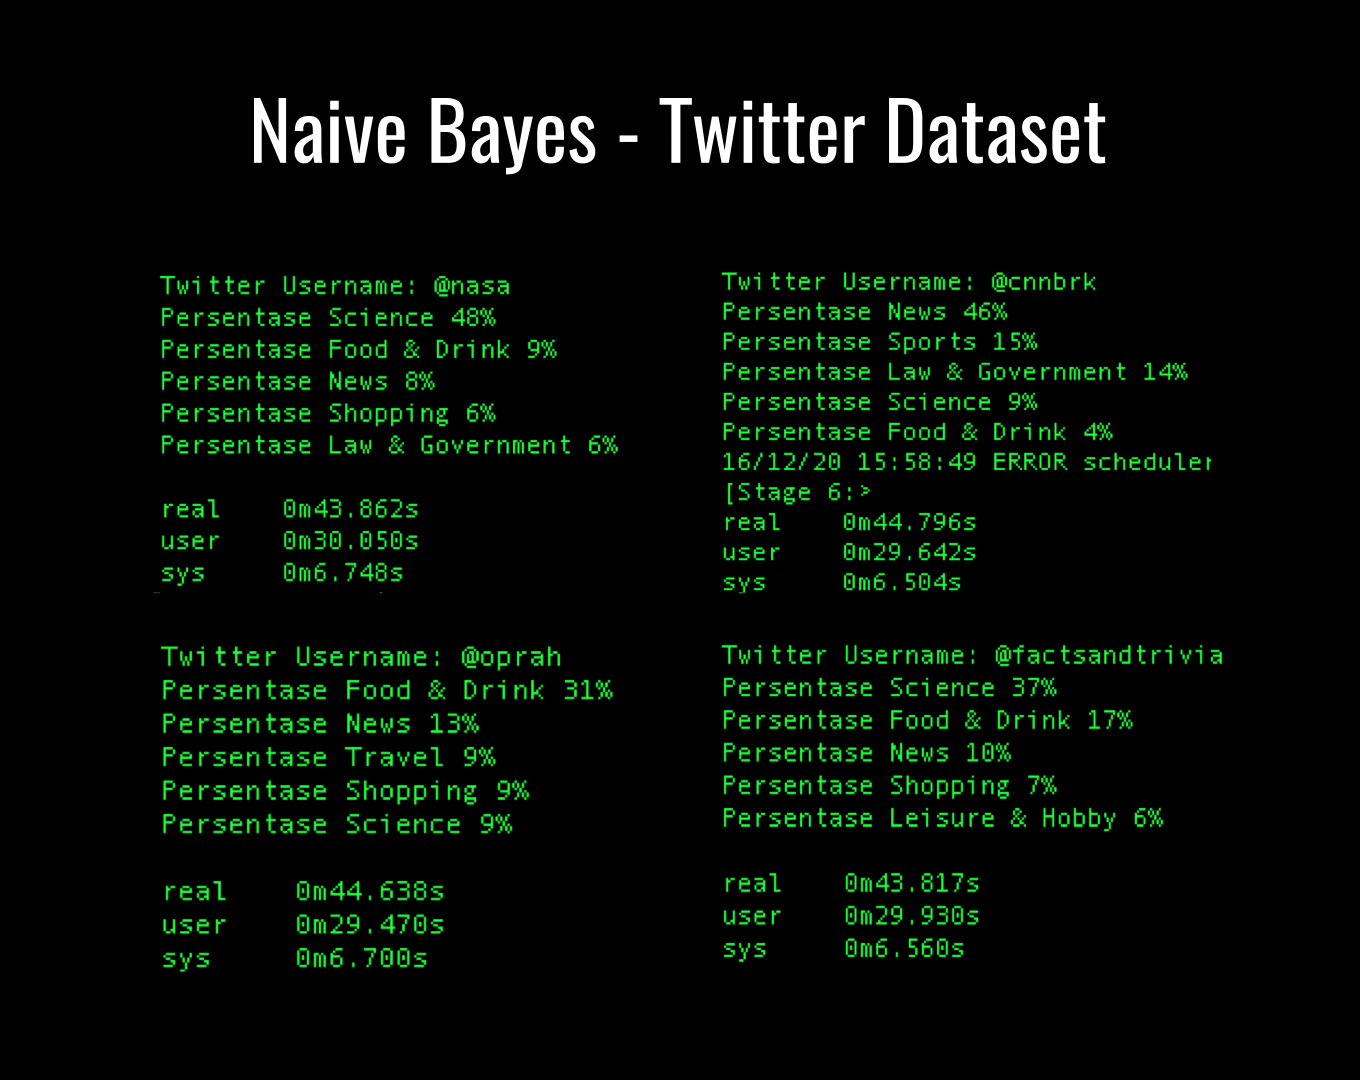 Naive Bayes - Twitter Dataset
Twitter Username: @nasa
Persentase Science 48%
Persentase Food & Drink 9%
Persentase News 8%
Persentase Shopping 6%
Persentase Law & Government 6%
real 0m43.862s
user 0m30.050s
sys 0m6.748s
Twitter Username: @cnnbrk
Persentase News 46%
Persentase Sports 15%
Persentase Law & Government 14%
Persentase Science 9%
Persentase Food & Drink 4%
16/12/20 15:58:49 ERROR scheduler
[Stage 6:>
real 0m44.796s
user 0m29.642s
sys 0m6.504s
Twitter Username: @oprah
Persentase Food & Drink 31%
Persentase News 13%
Persentase Travel 9%
Persentase Shopping 9%
Persentase Science 9%
real 0m44.638s
user 0m29.470s
sys 0m6.700s
Twitter Username: @factsandtrivia
Persentase Science 37%
Persentase Food & Drink 17%
Persentase News 10%
Persentase Shopping 7%
Persentase Leisure & Hobby 6%
real 0m43.817s
user 0m29.930s
sys 0m6.560s